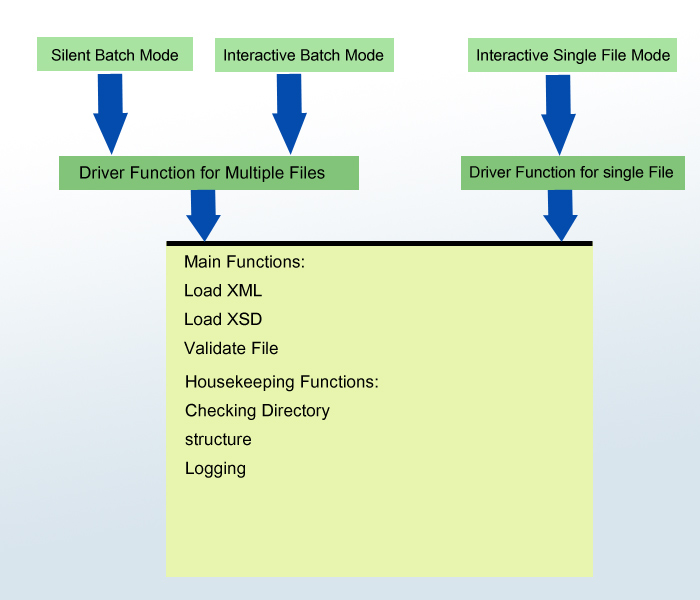 Silent Batch Mode
Interactive Batch Mode
Interactive Single File Mode
Driver Function for Multiple Files
Driver Function for single File
Main Functions:
Load XML
Load XSD
Validate File
Housekeeping Functions:
Checking Directory
structure
Logging